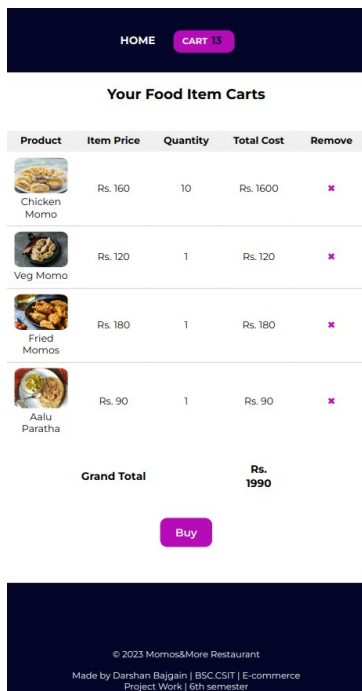 HOME CART 13
Your Food Item Carts
Product Item Price Quantity Total Cost Remove
Chicken
Momo
Rs. 160 10 Rs. 1600 ✖
Veg Momo
Rs. 120 1 Rs. 120 ✖
Fried
Momos
Rs. 180 1 Rs. 180 ✖
Aalu
Paratha
Rs. 90 1 Rs. 90 ✖
Grand Total
Rs.
1990
Buy
© 2023 Momos&More Restaurant
Made by Darshan Bajgain | BSC.CSIT | E-commerce
Project Work | 6th semester